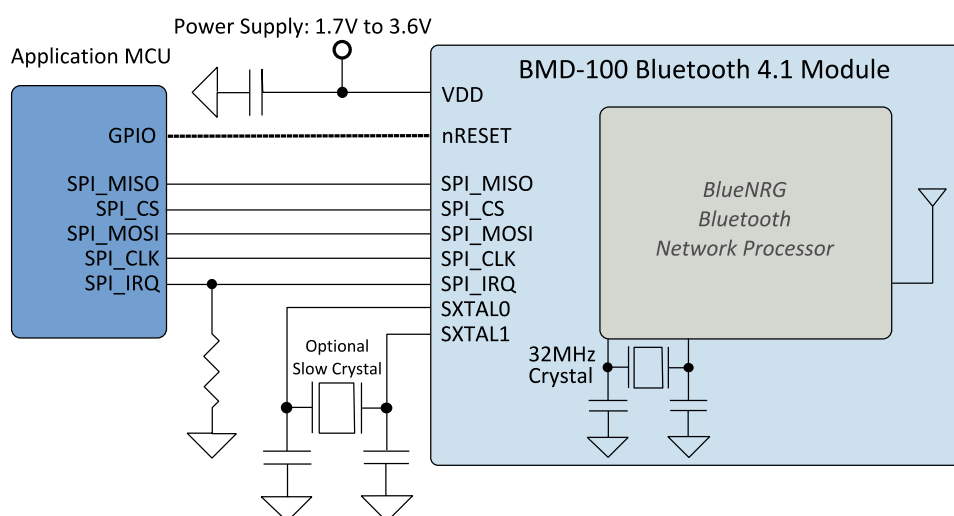 Power Supply: 1.7V to 3.6V
Application MCU
BMD-100 Bluetooth 4.1 Module
VDD
GPIO
nRESET
SPI_MISO
SPI_CS
SPI_MOSI
SPI_CLK
SPI_IRQ
SPI_MISO
SPI_CS
SPI_MOSI
SPI_CLK
SPI_IRQ
SXTAL0
SXTAL1
BlueNRG
Bluetooth
Network Processor
Optional
Slow Crystal
32MHz
Crystal